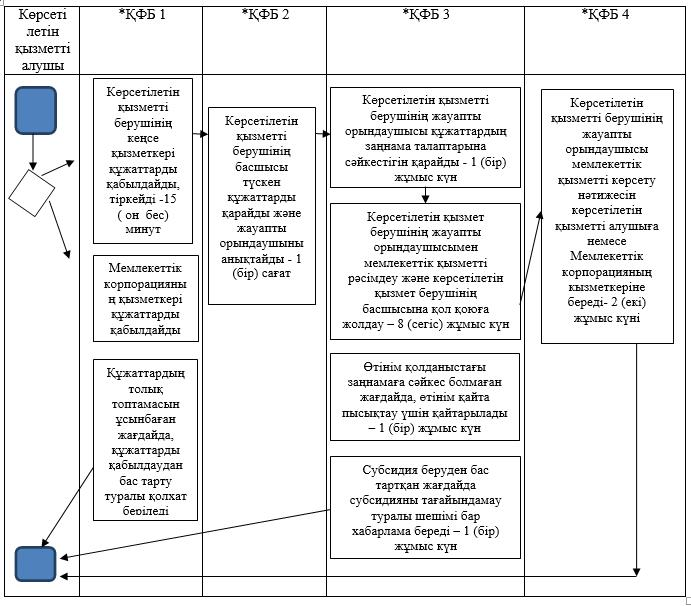 Көрсеті
летін
қызметті
алушы
*ҚФБ 1
*ҚФБ 2
*ҚФБ 3
*ҚФБ 4
Көрсетілетін
қызметті
берушінің
кеңсе
қызметкері
құжаттарды
қабылдайды,
тіркейді -15
( он бес)
минут
Мемлекеттік
корпорацияны
ң қызметкері
құжаттарды
қабылдайды
Құжаттардың
толық
топтамасын
ұсынбаған
жағдайда,
құжаттарды
қабылдаудан
бас тарту
туралы қолхат
беріледі
Көрсетілетін
қызметті
берушінің
басшысы
түскен
құжаттарды
қарайды және
жауапты
орындаушыны
анықтайды - 1
(бір) сағат
Көрсетілетін қызметті
берушінің жауапты
орындаушысы құжаттардың
заңнама талаптарына
сәйкестігін қарайды - 1 (бір)
жұмыс күн
Көрсетілетін қызмет
берушінің жауапты
орындаушысымен
мемлекеттік қызметті
рәсімдеу және көрсетілетін
қызмет берушінің
басшысына қол қоюға
жолдау – 8 (сегіс) жұмыс күн
Өтінім қолданыстағы
заңнамаға сәйкес болмаған
жағдайда, өтінім қайта
пысықтау үшін қайтарылады
– 1 (бір) жұмыс күн
Субсидия беруден бас
тартқан жағдайда
субсидияны тағайындамау
туралы шешімі бар
хабарлама береді – 1 (бір)
жұмыс күн
Көрсетілетін
қызметті берушінің
жауапты
орындаушысы
мемлекеттік
қызметті көрсету
нәтижесін
көрсетілетін
қызметті алушыға
немесе
Мемлекеттік
корпорацияның
кызметкеріне
береді- 2 (екі)
жұмыс күні